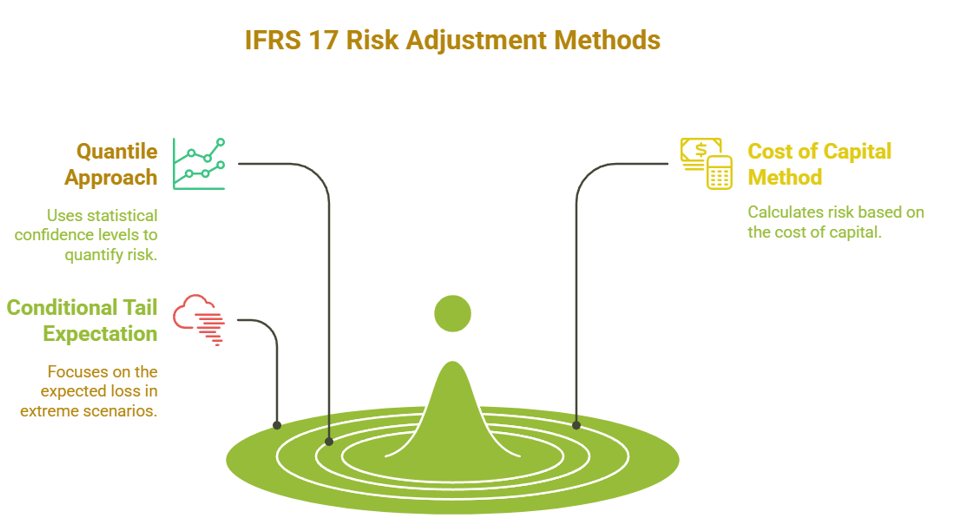 IFRS 17 Risk Adjustment Methods
Quantile
Approach
Uses statistical
confidence levels to
quantify risk.
Conditional Tail
Expectation
Focuses on the
expected loss in
extreme scenarios.
$
Cost of Capital
Method
Calculates risk based on
the cost of capital.